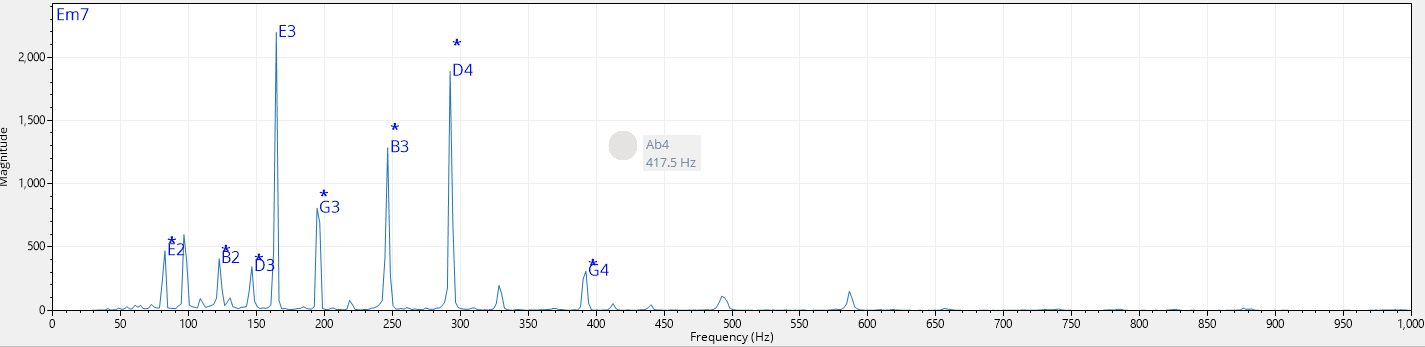 Em7
E3
*
D4
*
B3
Ab4
417.5 Hz
*
G3
*
E2
*
B2
*
D3
*
G4
2,000
1,500
1,000
500
0
Magnitude
0 50 100 150 200 250 300 350 400 450 500 550 600 650 700 750 800 850 900 950 1,000
Frequency (Hz)